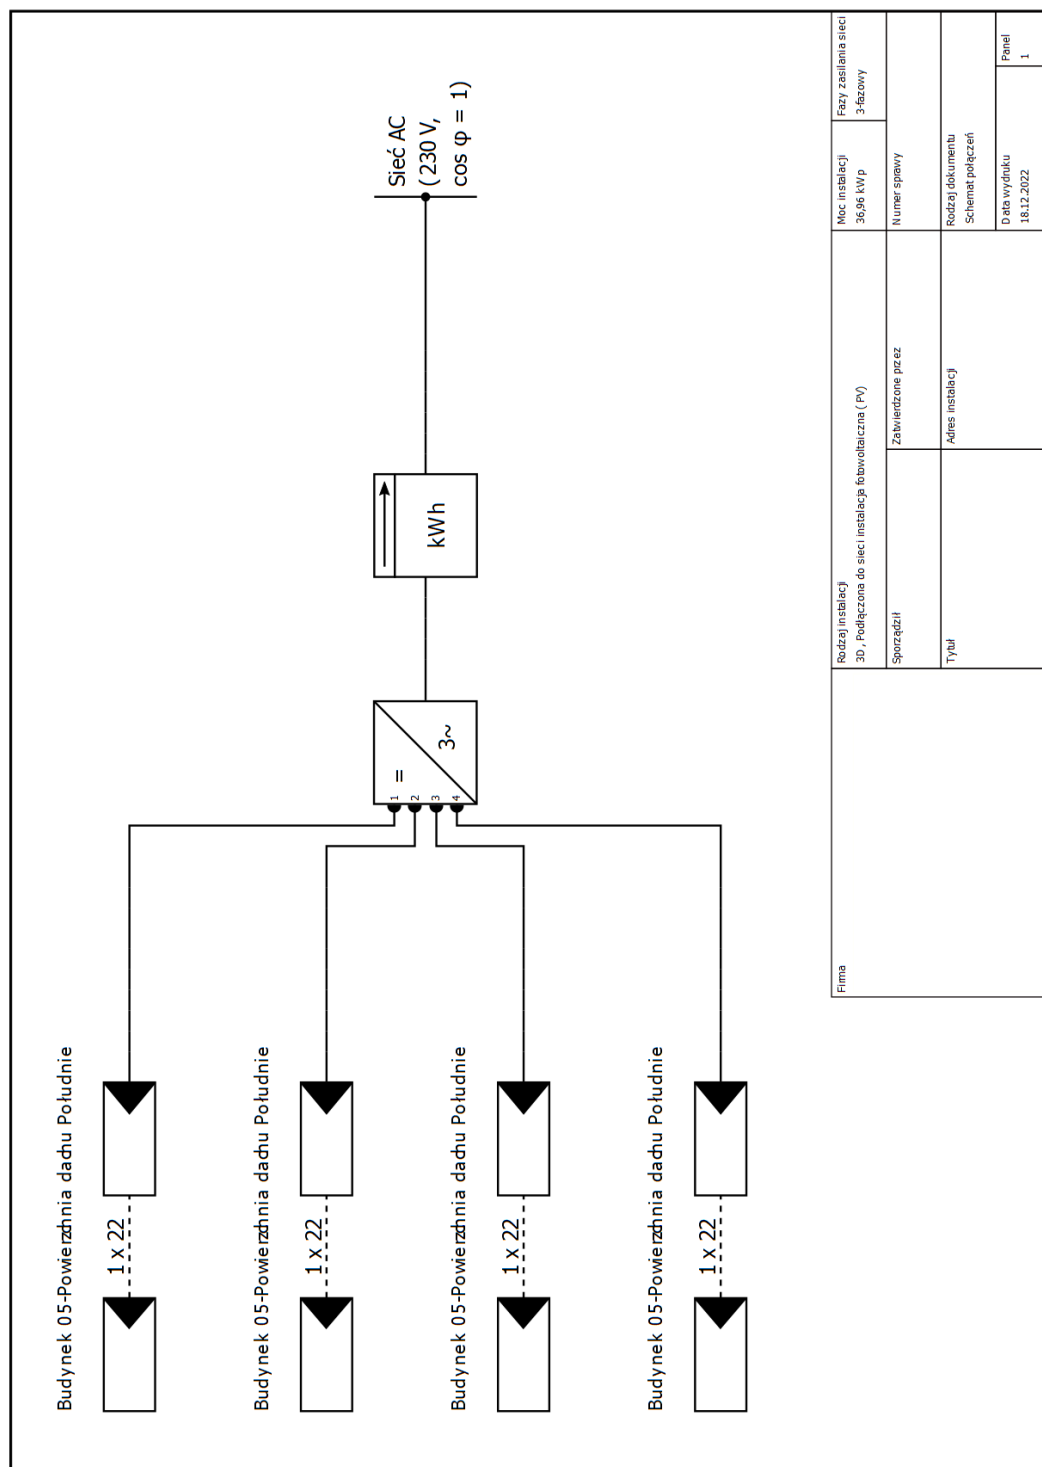 Budynek 05-Powierzchnia dachu Południe
1 x 22
Budynek 05-Powierzchnia dachu Południe
1 x 22
Budynek 05-Powierzchnia dachu Południe
1 x 22
Budynek 05-Powierzchnia dachu Południe
1 x 22
1
2
3
4
=
3~
kWh
Sieć AC
(230 V,
cos φ = 1)
Firma
Rodzaj instalacji
3D, Podłączona do sieci instalacja fotowoltaiczna (PV)
Moc instalacji
36,96 kWp
Fazy zasilania sieci
3-fazowy
Sporządził
Zatwierdzone przez
Numer sprawy
Tytuł
Adres instalacji
Rodzaj dokumentu
Schemat połączeń
Data wydruku
18.12.2022
Panel
1